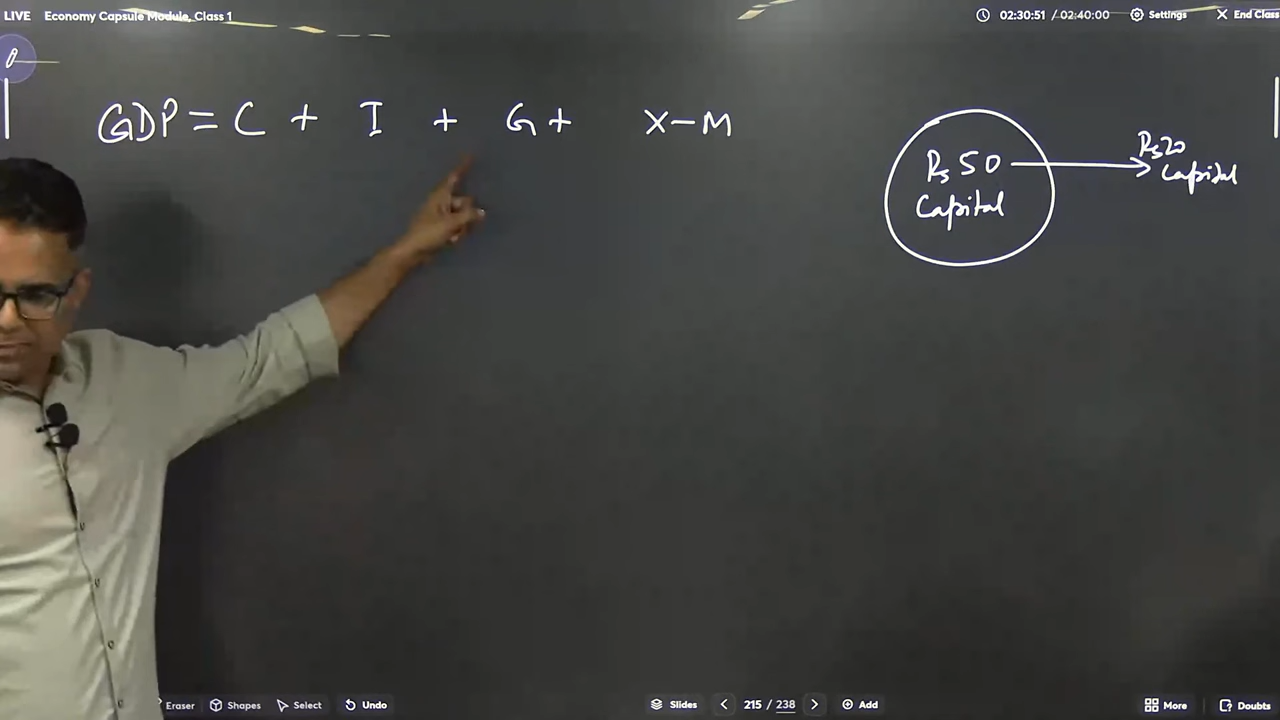 LIVE Economy Capsule Module, Class 1
02:30:51 / 02:40:00 Settings End Class
GDP = C + I + G + X - M
Rs 50
Capital
Rs 20
Capital
Eraser Shapes Select Undo Slides 215 / 238 Add More Doubts